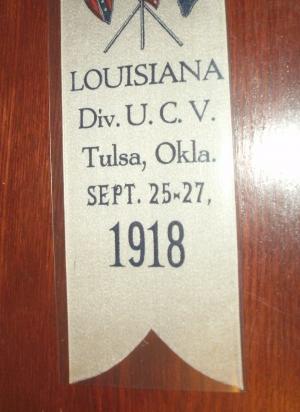 LOUISIANA
Div. U. C. V.
Tulsa, Okla.
SEPT. 25-27,
1918